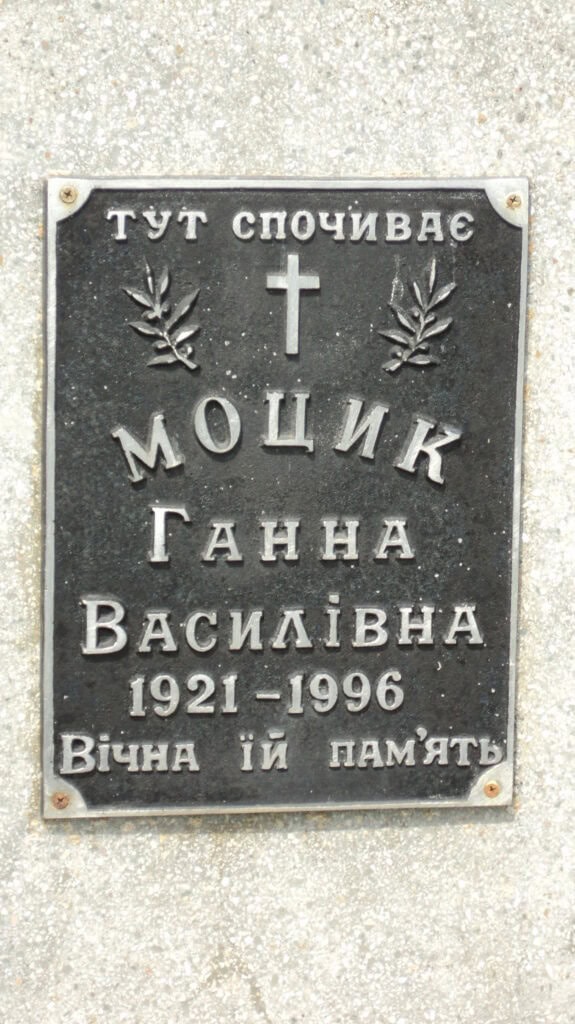 ТУТ СПОЧИВАЄ
МОЦИК
ГАННА
ВАСИЛІВНА
1921-1996
Вічна їй пам'ять